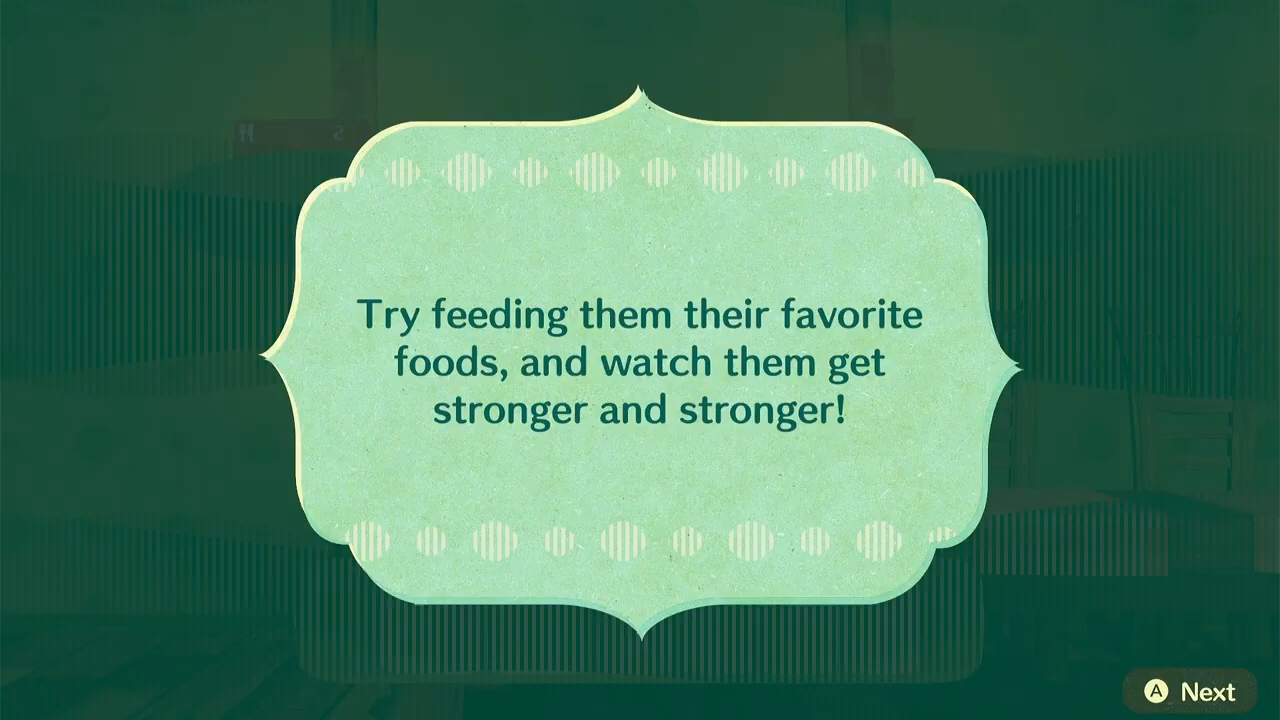 Try feeding them their favorite
foods, and watch them get
stronger and stronger!
A Next